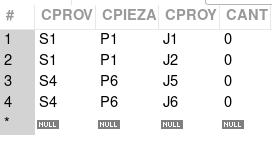 # CPROV CPIEZA CPROY CANT
1 S1 P1 J1 0
2 S1 P1 J2 0
3 S4 P6 J5 0
4 S4 P6 J6 0
* NULL NULL NULL NULL